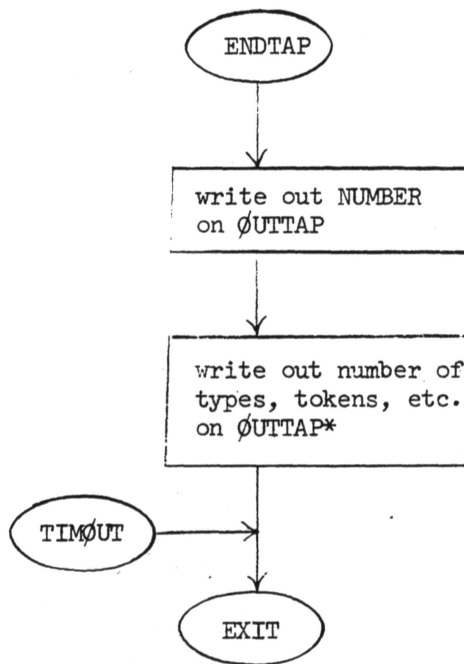 ENDTAP
write out NUMBER
on ØUTTAP
write out number of
types, tokens, etc.
on ØUTTAP*
TIMØUT
EXIT